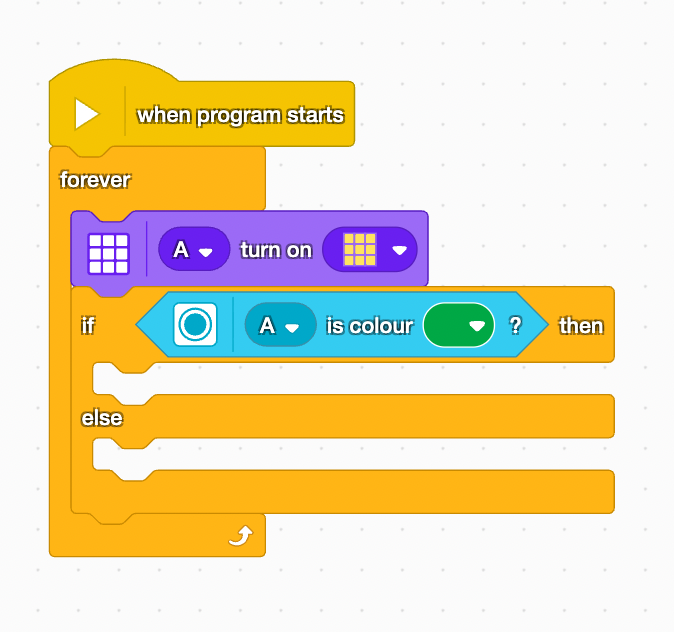 when program starts
forever
A turn on
if A is colour ? then
else